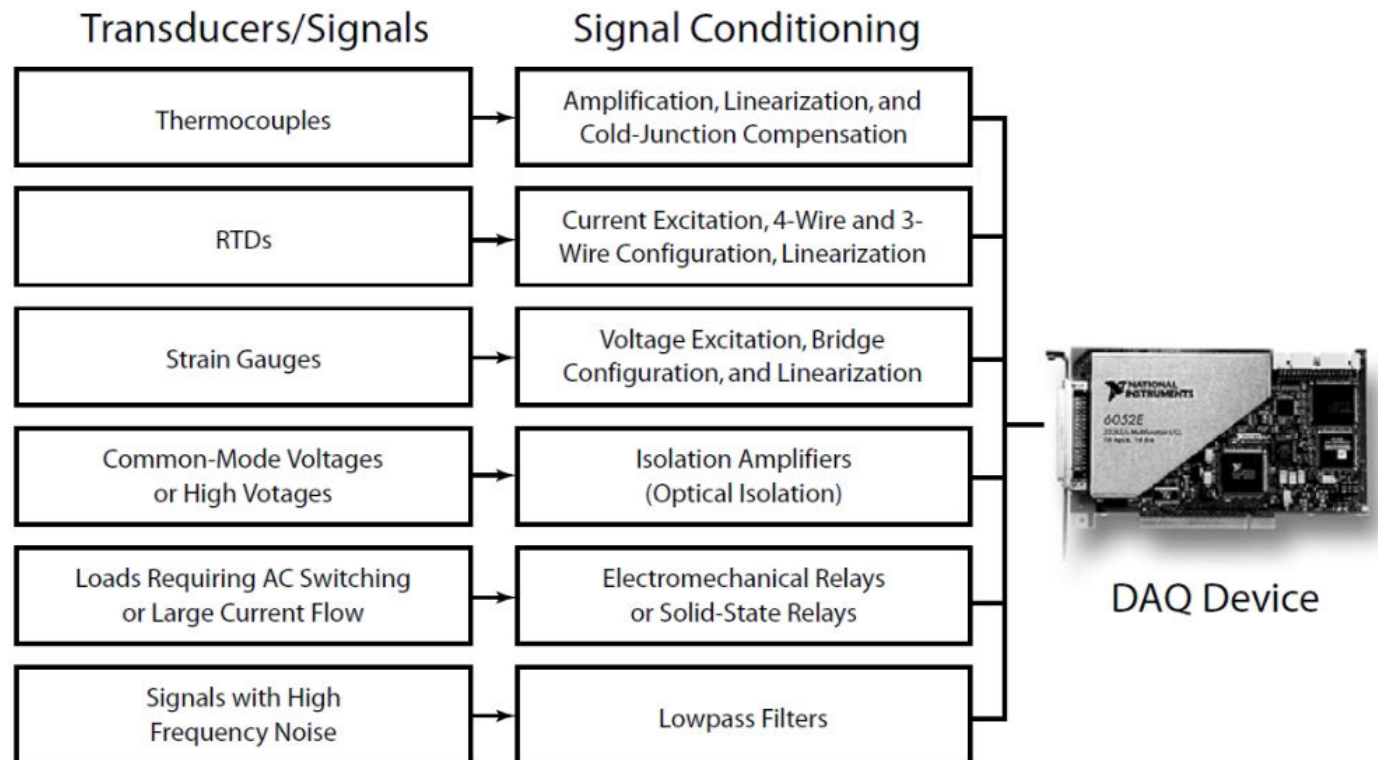 Transducers/Signals
Signal Conditioning
Thermocouples
Amplification, Linearization, and
Cold-Junction Compensation
RTDs
Current Excitation, 4-Wire and 3-
Wire Configuration, Linearization
Strain Gauges
Voltage Excitation, Bridge
Configuration, and Linearization
Common-Mode Voltages
or High Votages
Isolation Amplifiers
(Optical Isolation)
Loads Requiring AC Switching
or Large Current Flow
Electromechanical Relays
or Solid-State Relays
Signals with High
Frequency Noise
Lowpass Filters
NATIONAL
INSTRUMENTS
6052E
DAQ Device